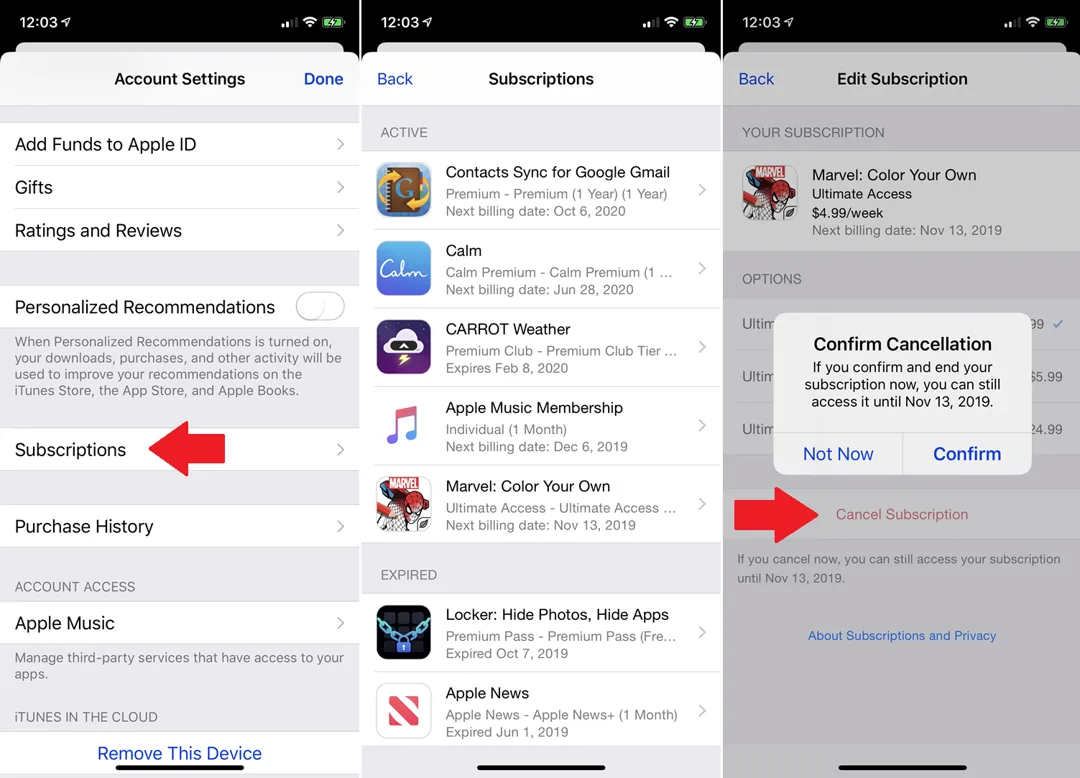 12:03
Account Settings
Done
Add Funds to Apple ID
Gifts
Ratings and Reviews
Personalized Recommendations
When Personalized Recommendations is turned on,
your downloads, purchases, and other activity will be
used to improve your recommendations on the
iTunes Store, the App Store, and Apple Books.
Subscriptions
Purchase History
ACCOUNT ACCESS
Apple Music
Manage third-party services that have access to your
apps.
iTUNES IN THE CLOUD
Remove This Device
12:03
Back
Subscriptions
ACTIVE
G
Contacts Sync for Google Gmail
Premium - Premium (1 Year) (1 Year)
Next billing date: Oct 6, 2020
Calm
Calm
Calm Premium - Calm Premium (1 ...
Next billing date: Jun 28, 2020
CARROT Weather
Premium Club - Premium Club Tier ...
Expires Feb 8, 2020
Apple Music Membership
Individual (1 Month)
Next billing date: Dec 6, 2019
MARVEL
Marvel: Color Your Own
Ultimate Access - Ultimate Access ...
Next billing date: Nov 13, 2019
EXPIRED
Locker: Hide Photos, Hide Apps
Premium Pass - Premium Pass (Fre...
Expired Oct 7, 2019
Apple News
Apple News - Apple News+ (1 Month)
Expired Jun 1, 2019
12:03
Back
Edit Subscription
YOUR SUBSCRIPTION
MARVEL
Marvel: Color Your Own
Ultimate Access
$4.99/week
Next billing date: Nov 13, 2019
OPTIONS
Ultim
99
Ultim
$5.99
Ultim
24.99
Confirm Cancellation
If you confirm and end your
subscription now, you can still
access it until Nov 13, 2019.
Not Now
Confirm
Cancel Subscription
If you cancel now, you can still access your subscription
until Nov 13, 2019.
About Subscriptions and Privacy